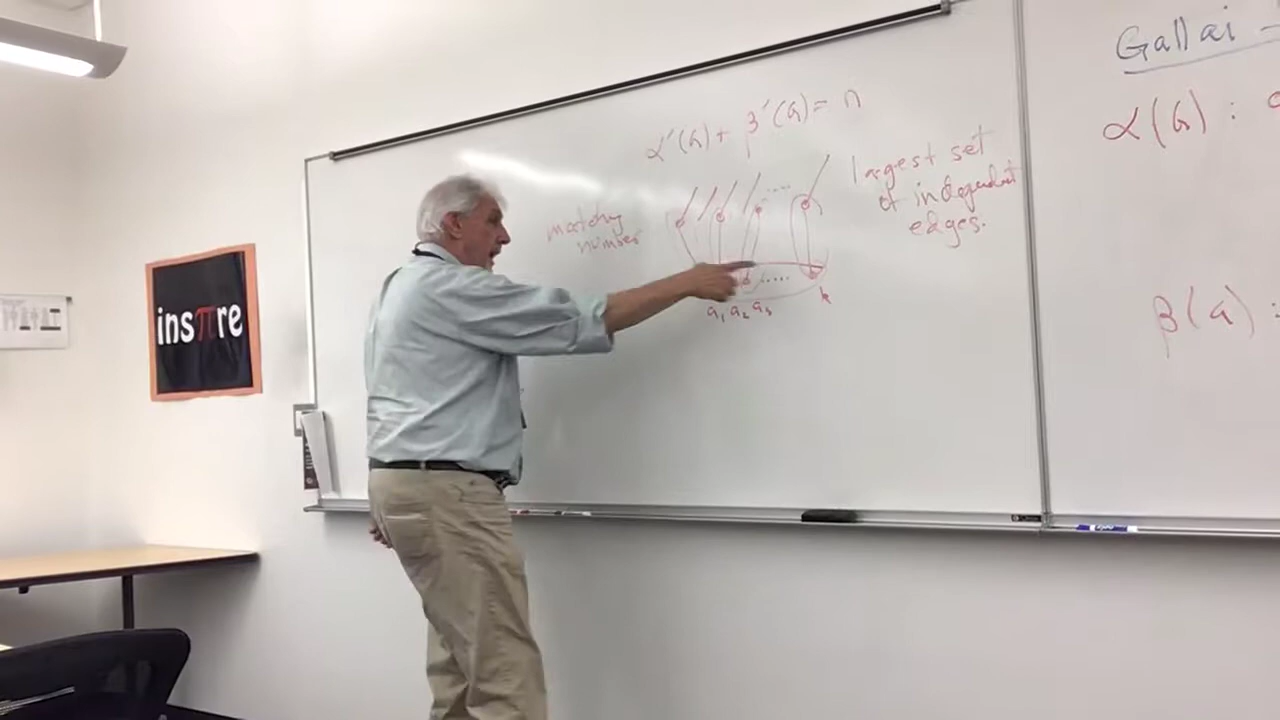 Gallai -
α'(G) + β'(G) = n
α(G) :
largest set
of independent
edges.
matching
number
insπre
β(G) :
a₁ a₂ a₃
k